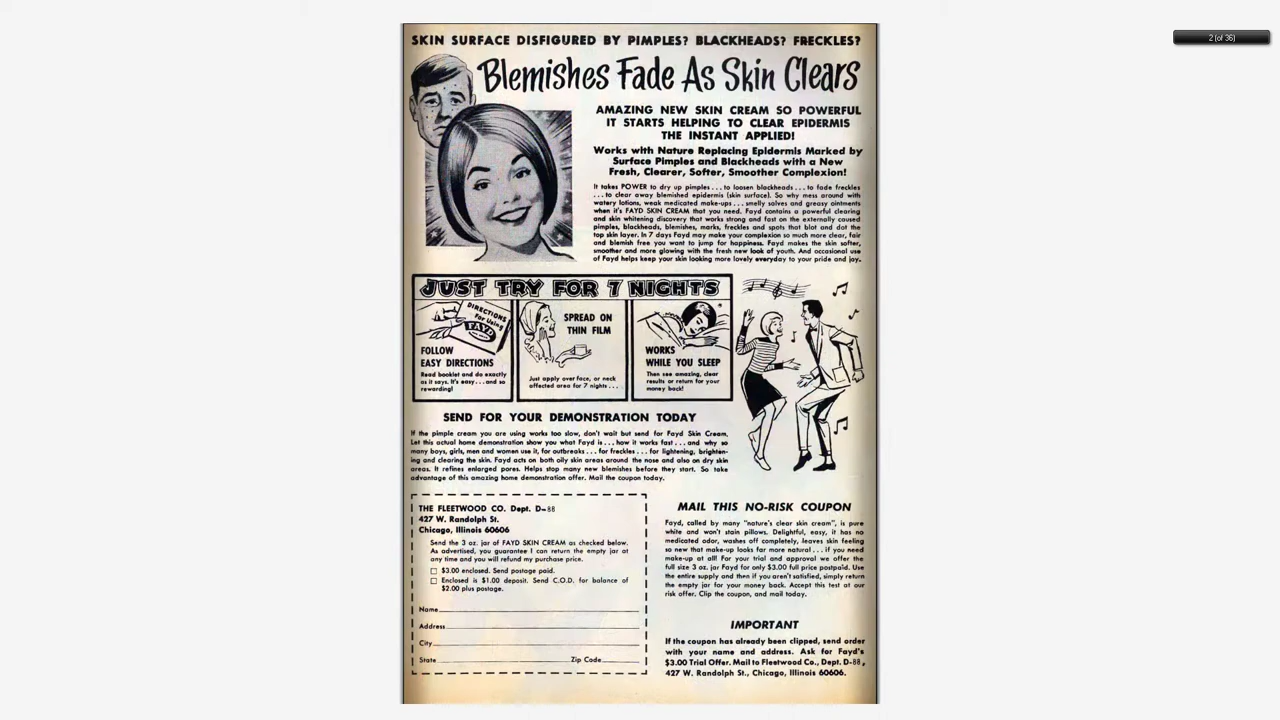 2 (of 36)
SKIN SURFACE DISFIGURED BY PIMPLES? BLACKHEADS? FRECKLES?
Blemishes Fade As Skin Clears
AMAZING NEW SKIN CREAM SO POWERFUL
IT STARTS HELPING TO CLEAR EPIDERMIS
THE INSTANT APPLIED!
Works with Nature Replacing Epidermis Marked by
Surface Pimples and Blackheads with a New
Fresh, Clearer, Softer, Smoother Complexion!
It takes POWER to dry up pimples . . . to loosen blackheads . . . to fade freckles
. . . to clear away blemished epidermis (skin surface). So why mess around with
watery lotions, weak medicated make-ups . . . smelly salves and greasy ointments
when it's FAYD SKIN CREAM that you need. Fayd contains a powerful clearing
and skin whitening discovery that works strong and fast on the externally caused
pimples, blackheads, blemishes, marks, freckles and spots that blot and dot the
top skin layer. In 7 days Fayd may make your complexion so much more clear, fair
and blemish free you want to jump for happiness. Fayd makes the skin softer,
smoother and more glowing with the fresh new look of youth. And occasional use
of Fayd helps keep your skin looking more lovely everyday to your pride and joy.
JUST TRY FOR 7 NIGHTS
DIRECTIONS
For Using
FAYD
FOLLOW
EASY DIRECTIONS
Read booklet and do exactly
as it says. It's easy . . . and so
rewarding!
SPREAD ON
THIN FILM
Just apply over face, or neck
affected area for 7 nights . . .
WORKS
WHILE YOU SLEEP
Then see amazing, clear
results or return for your
money back!
SEND FOR YOUR DEMONSTRATION TODAY
If the pimple cream you are using works too slow, don't wait but send for Fayd Skin Cream.
Let this actual home demonstration show you what Fayd is . . . how it works fast . . . and why so
many boys, girls, men and women use it, for outbreaks . . . for freckles . . . for lightening, brighten-
ing and clearing the skin. Fayd acts on both oily skin areas around the nose and also on dry skin
areas. It refines enlarged pores. Helps stop many new blemishes before they start. So take
advantage of this amazing home demonstration offer. Mail the coupon today.
THE FLEETWOOD CO. Dept. D-88
427 W. Randolph St.
Chicago, Illinois 60606
Send the 3 oz. jar of FAYD SKIN CREAM as checked below.
As advertised, you guarantee I can return the empty jar at
any time and you will refund my purchase price.
$3.00 enclosed. Send postage paid.
Enclosed is $1.00 deposit. Send C.O.D. for balance of
$2.00 plus postage.
Name
Address
City
State Zip Code
MAIL THIS NO-RISK COUPON
Fayd, called by many "nature's clear skin cream", is pure
white and won't stain pillows. Delightful, easy, it has no
medicated odor, washes off completely, leaves skin feeling
so new that make-up looks far more natural . . . if you need
make-up at all! For your trial and approval we offer the
full size 3 oz. jar Fayd for only $3.00 full price postpaid. Use
the entire supply and then if you aren't satisfied, simply return
the empty jar for your money back. Accept this test at our
risk offer. Clip the coupon, and mail today.
IMPORTANT
If the coupon has already been clipped, send order
with your name and address. Ask for Fayd's
$3.00 Trial Offer. Mail to Fleetwood Co., Dept. D-88,
427 W. Randolph St., Chicago, Illinois 60606.